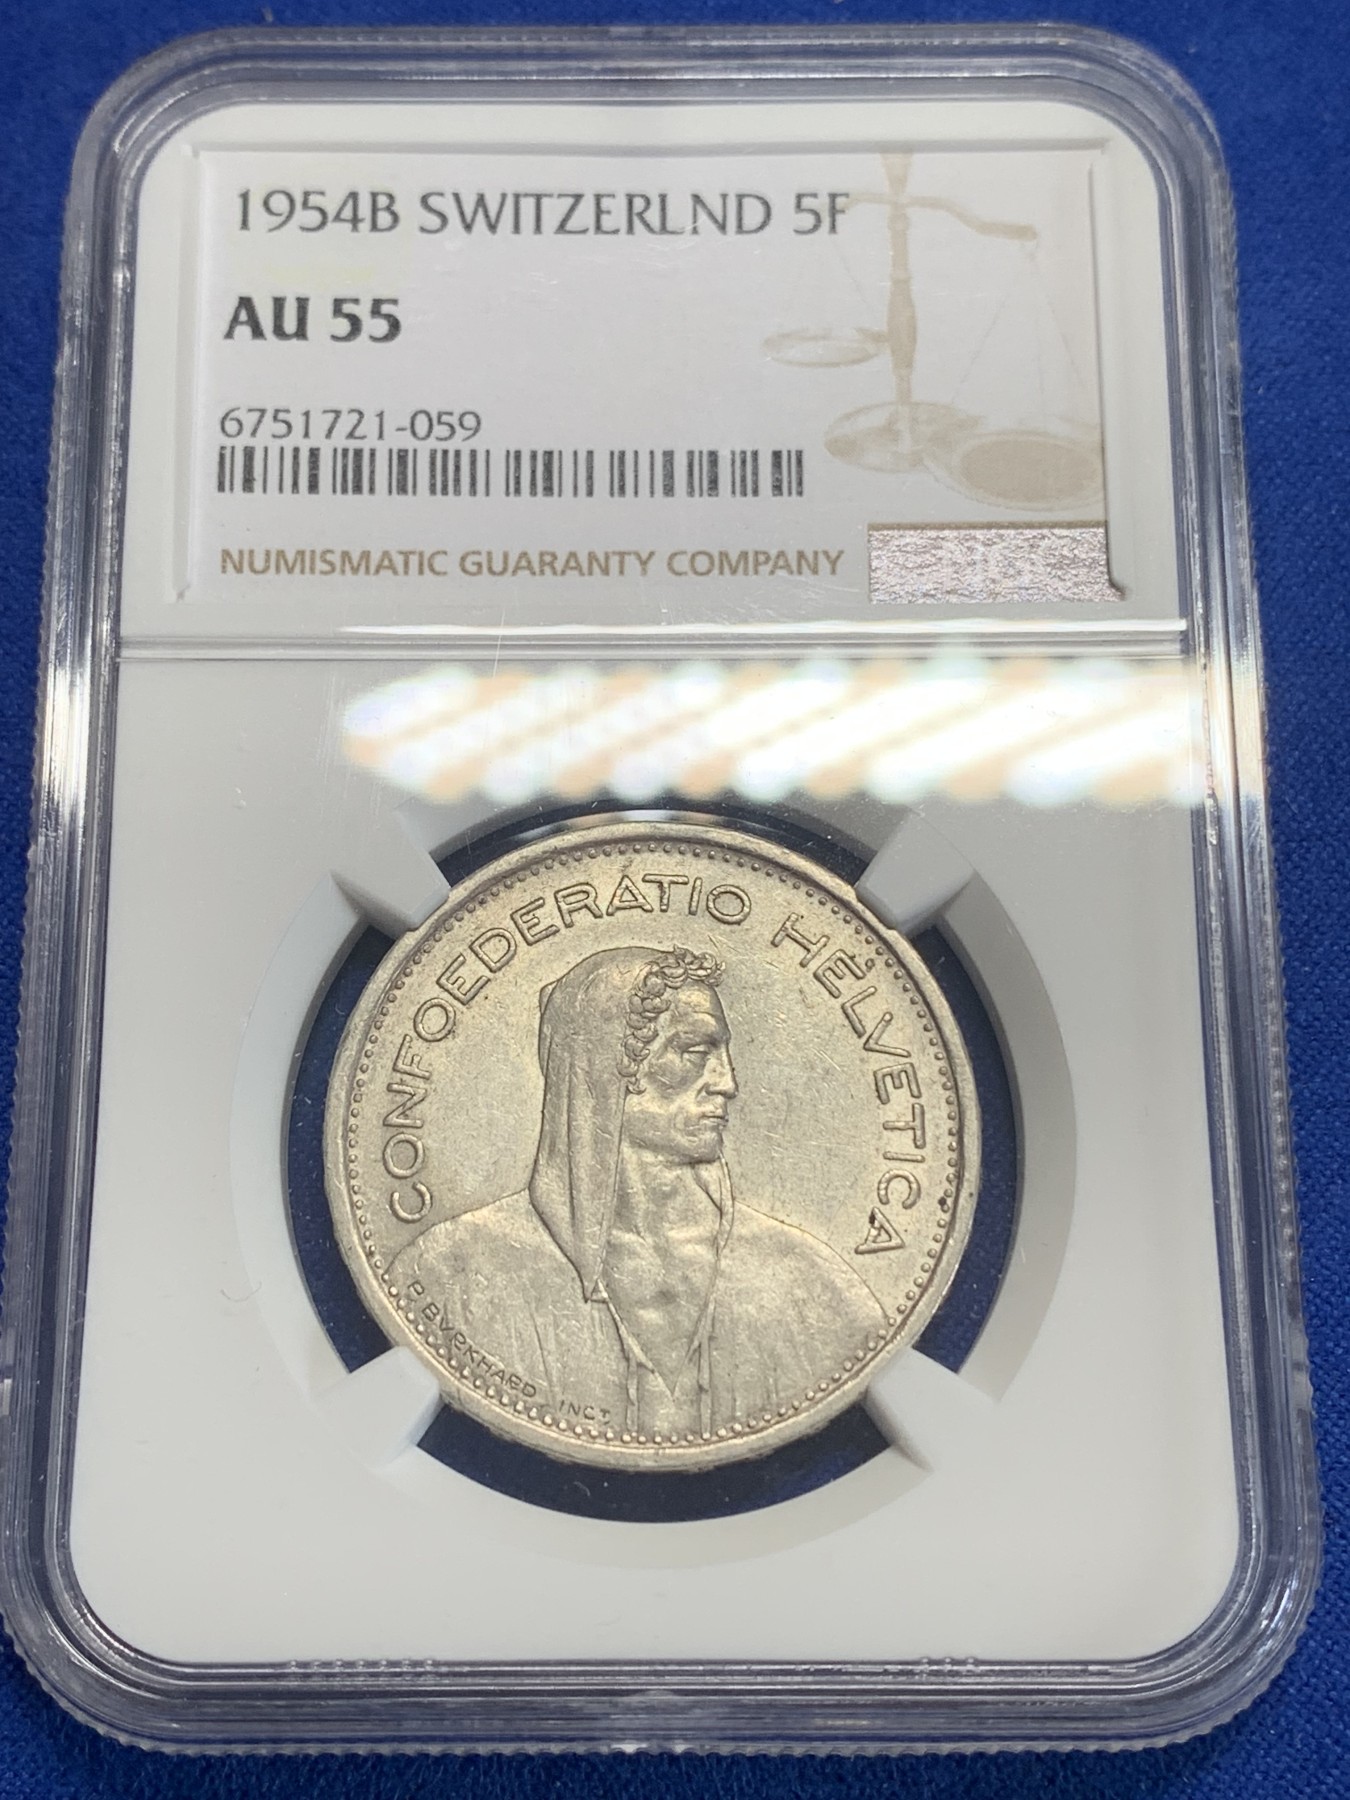 1954B SWITZERLND 5F
AU 55
6751721-059
NUMISMATIC GUARANTY COMPANY
CONFOEDERATIO HELVETICA
P. BVRKHARD INCT.